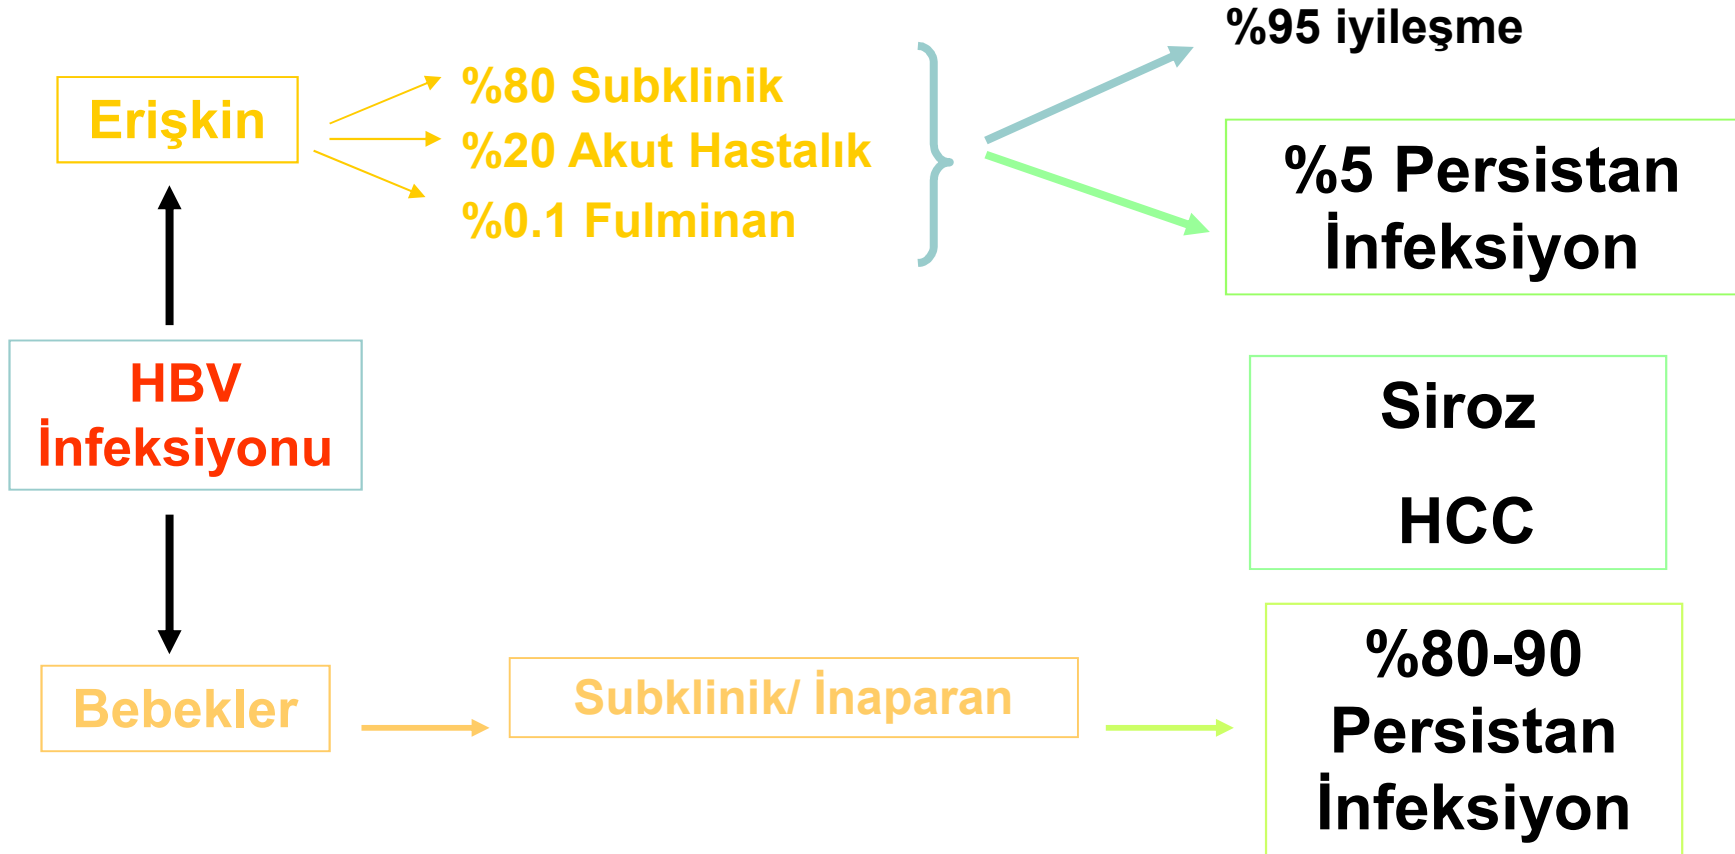 %95 iyileşme
Erişkin
%80 Subklinik
%20 Akut Hastalık
%0.1 Fulminan
%5 Persistan
İnfeksiyon
HBV
İnfeksiyonu
Siroz
HCC
Bebekler
Subklinik/ İnaparan
%80-90
Persistan
İnfeksiyon